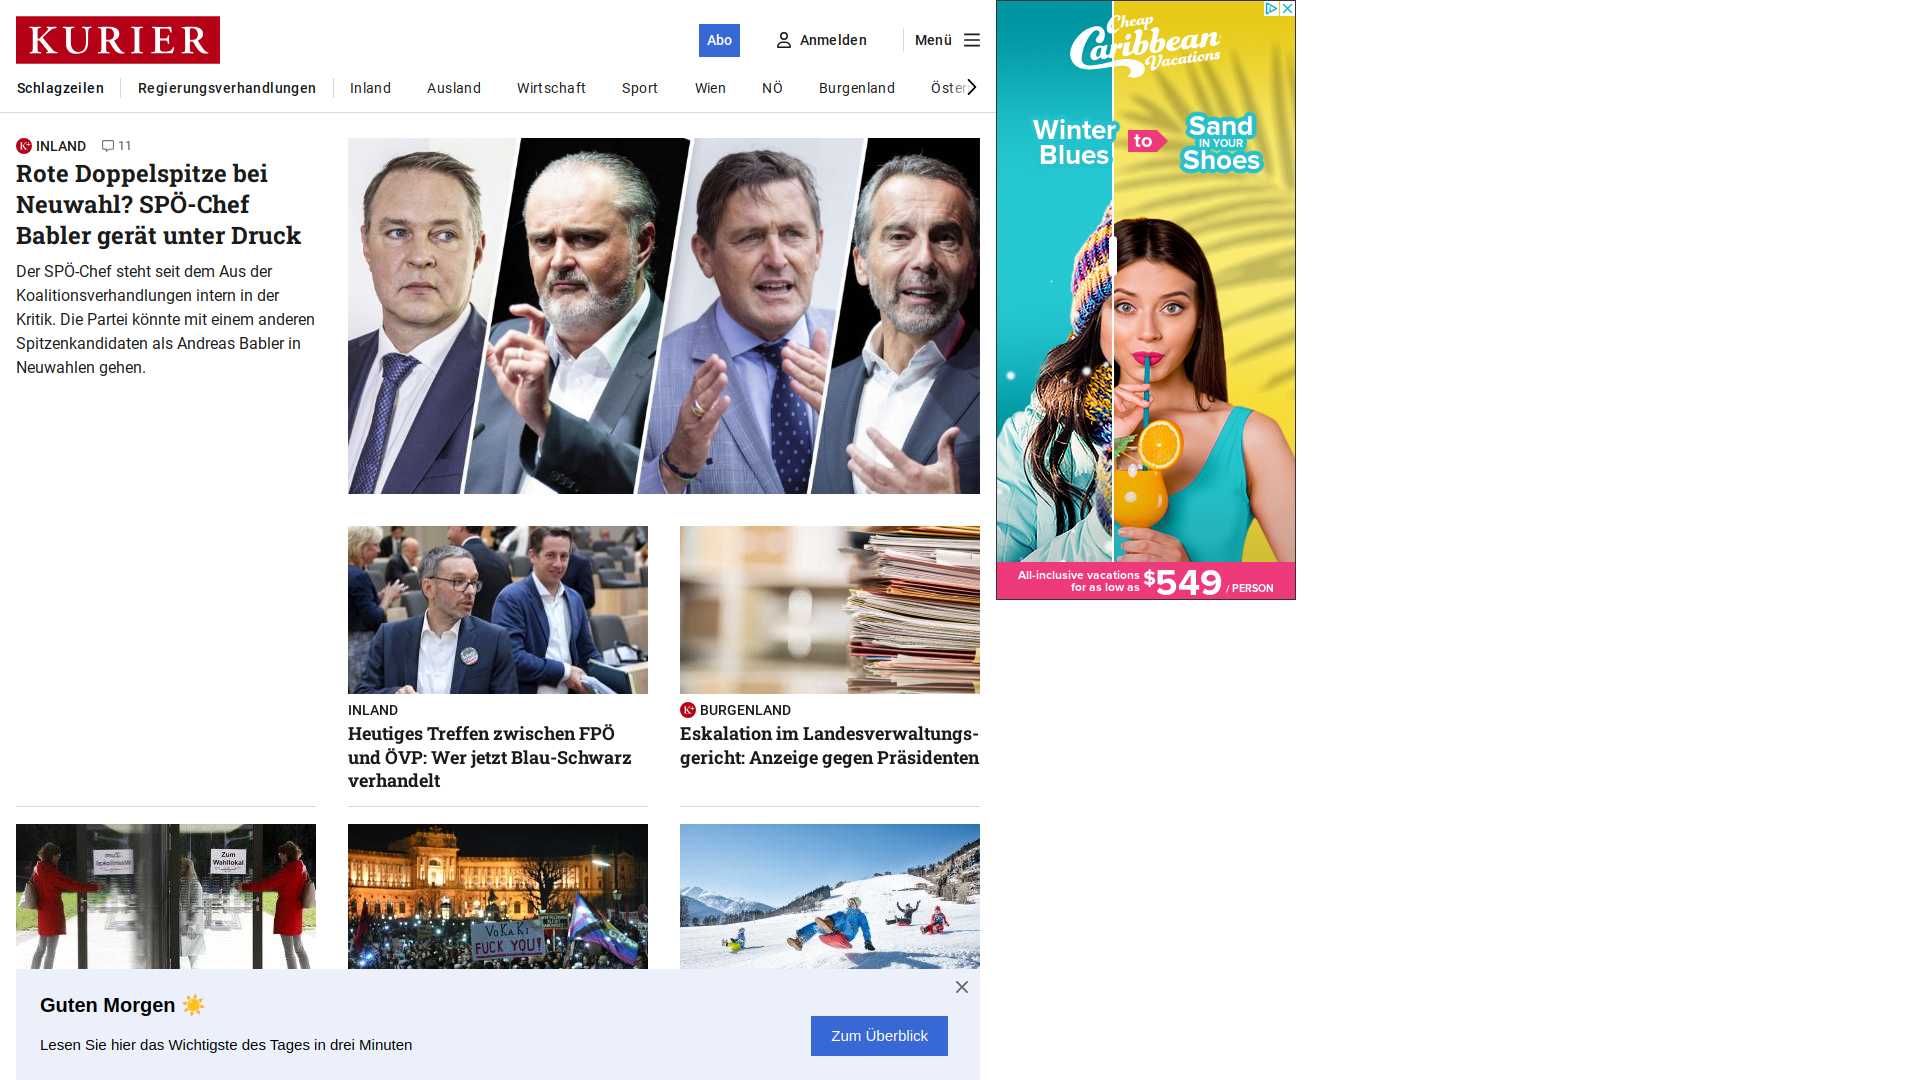 KURIER
Abo
Anmelden
Menü
Schlagzeilen
Regierungsverhandlungen
Inland
Ausland
Wirtschaft
Sport
Wien
NÖ
Burgenland
K+ INLAND 11
Rote Doppelspitze bei
Neuwahl? SPÖ-Chef
Babler gerät unter Druck
Der SPÖ-Chef steht seit dem Aus der
Koalitionsverhandlungen intern in der
Kritik. Die Partei könnte mit einem anderen
Spitzenkandidaten als Andreas Babler in
Neuwahlen gehen.
INLAND
Heutiges Treffen zwischen FPÖ
und ÖVP: Wer jetzt Blau-Schwarz
verhandelt
K+ BURGENLAND
Eskalation im Landesverwaltungs-
gericht: Anzeige gegen Präsidenten
Zum
Wahllokal
VoKaKi
FUCK YOU!
Guten Morgen ☀️
Lesen Sie hier das Wichtigste des Tages in drei Minuten
Zum Überblick
Cheap
Caribbean
Vacations
Winter
Blues
to
Sand
IN YOUR
Shoes
All-inclusive vacations
for as low as
$549 / PERSON